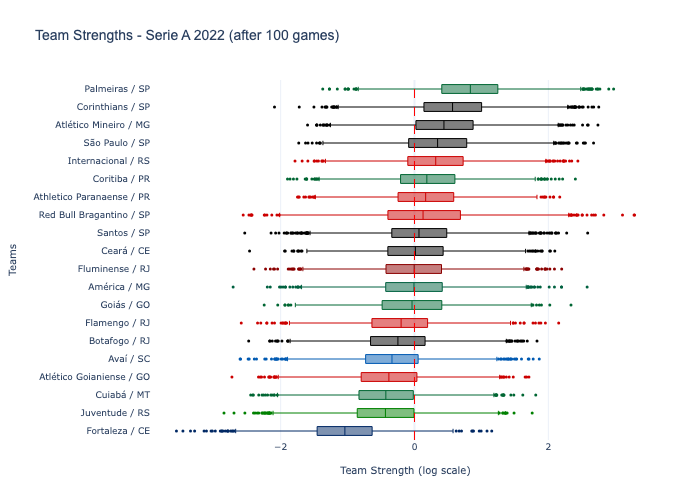 Team Strengths - Serie A 2022 (after 100 games)
Palmeiras / SP
Corinthians / SP
Atlético Mineiro / MG
São Paulo / SP
Internacional / RS
Coritiba / PR
Athletico Paranaense / PR
Red Bull Bragantino / SP
Santos / SP
Ceará / CE
Fluminense / RJ
América / MG
Goiás / GO
Flamengo / RJ
Botafogo / RJ
Avaí / SC
Atlético Goianiense / GO
Cuiabá / MT
Juventude / RS
Fortaleza / CE
Teams
−2 0 2
Team Strength (log scale)